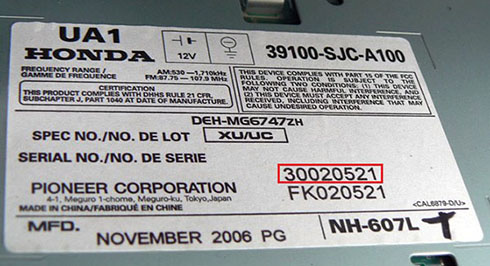 UA1
HONDA
12V
39100-SJC-A100
FREQUENCY RANGE /
GAMME DE FREQUENCE
AM:530 – 1,710kHz
FM:87.75 – 107.9 MHz
CERTIFICATION
THIS PRODUCT COMPLIES WITH DHHS RULE 21 CFR,
SUBCHAPTER J, PART 1040 AT DATE OF MANUFACTURE.
THIS DEVICE COMPLIES WITH PART 15 OF THE FCC
RULES. OPERATION IS SUBJECT TO THE
FOLLOWING TWO CONDITIONS: (1) THIS DEVICE
MAY NOT CAUSE HARMFUL INTERFERENCE, AND
(2) THIS DEVICE MUST ACCEPT ANY INTERFERENCE
RECEIVED, INCLUDING INTERFERENCE THAT MAY
CAUSE UNDESIRED OPERATION.
DEH-MG6747ZH
SPEC NO./NO. DE LOT XU/UC
SERIAL NO./NO. DE SERIE
30020521
FK020521
PIONEER CORPORATION
4-1, Meguro 1-chome, Meguro-ku, Tokyo, Japan
MADE IN CHINA/FABRIQUÉ EN CHINE
<CAL6879-D/U>
MFD. NOVEMBER 2006 PG
NH-607L